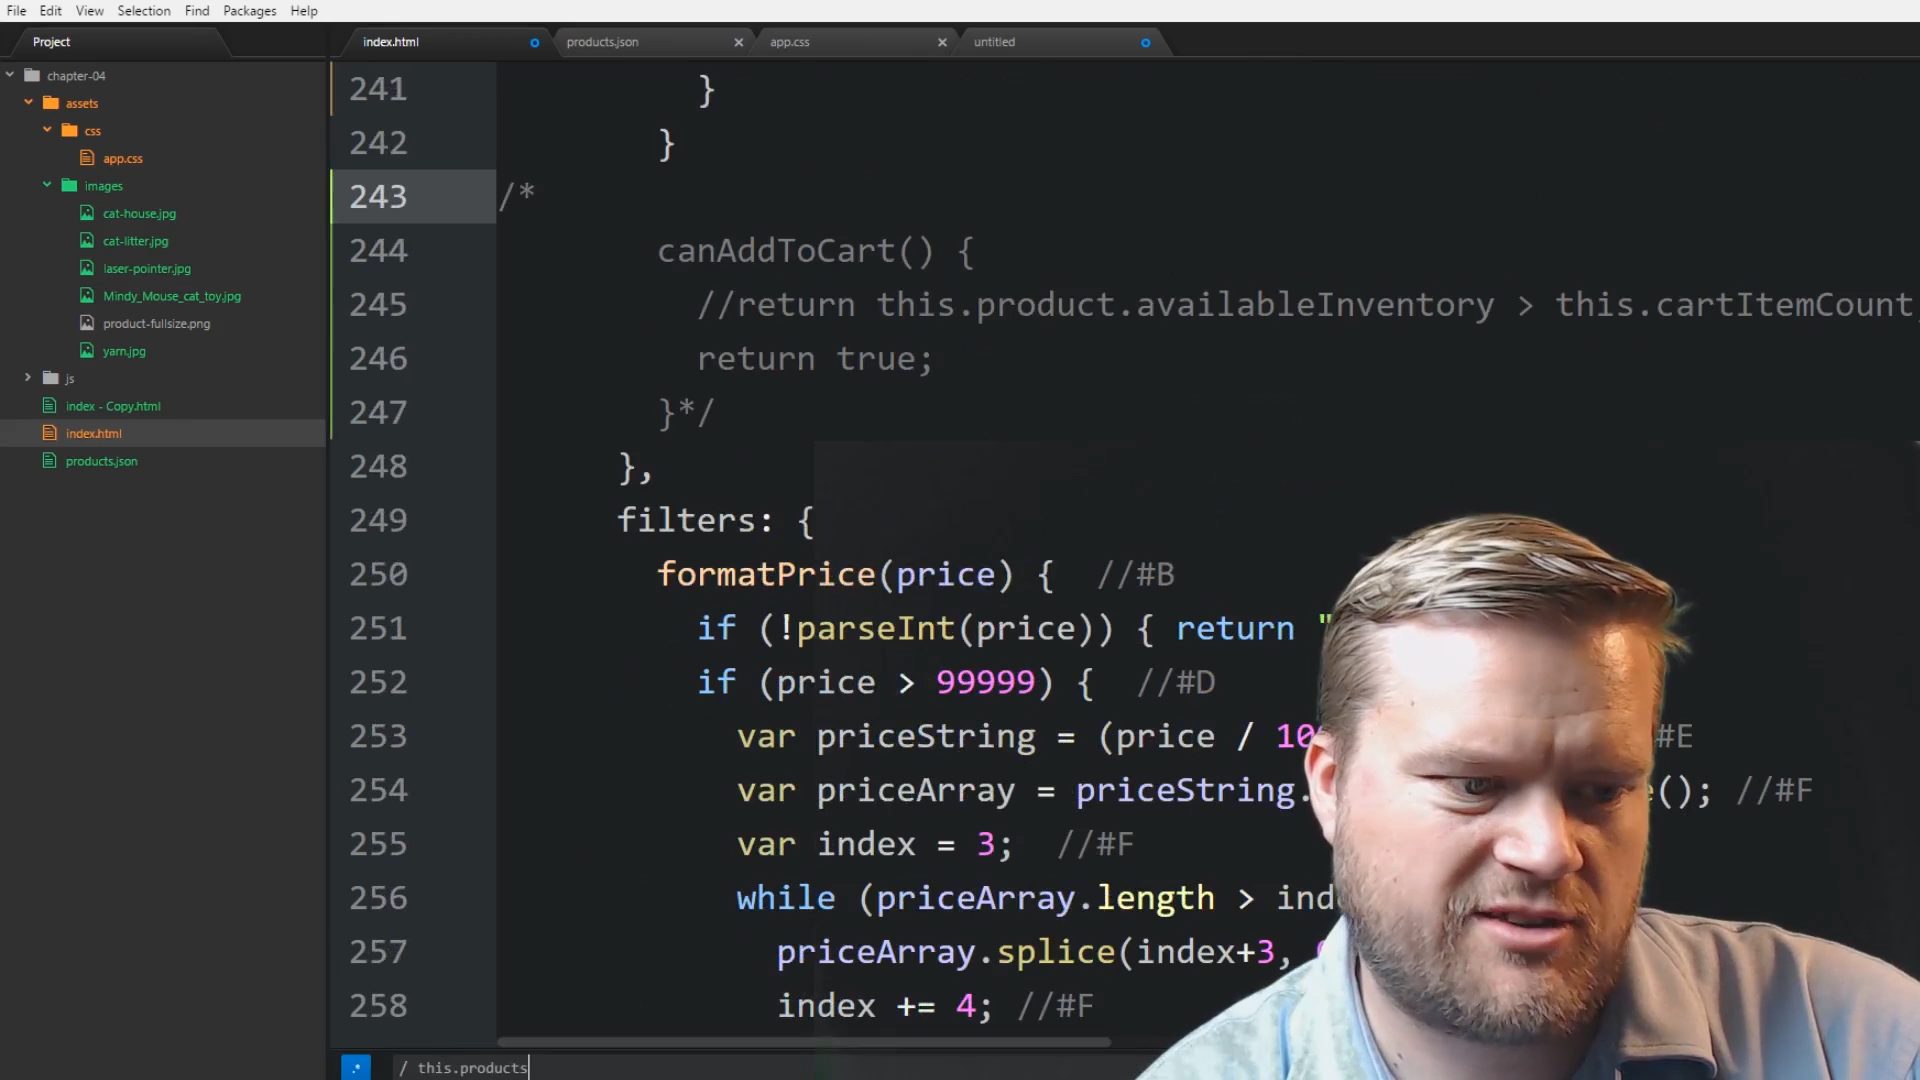 File Edit View Selection Find Packages Help
Project
index.html products.json app.css untitled
chapter-04
assets
css
app.css
images
cat-house.jpg
cat-litter.jpg
laser-pointer.jpg
Mindy_Mouse_cat_toy.jpg
product-fullsize.png
yarn.jpg
js
index - Copy.html
index.html
products.json
241 }
242 }
243 /*
244 canAddToCart() {
245 //return this.product.availableInventory > this.cartItemCount
246 return true;
247 }*/
248 },
249 filters: {
250 formatPrice(price) { //#B
251 if (!parseInt(price)) { return "
252 if (price > 99999) { //#D
253 var priceString = (price / 10 #E
254 var priceArray = priceString. (); //#F
255 var index = 3; //#F
256 while (priceArray.length >
257 priceArray.splice(index+3,
258 index += 4; //#F
.* / this.products